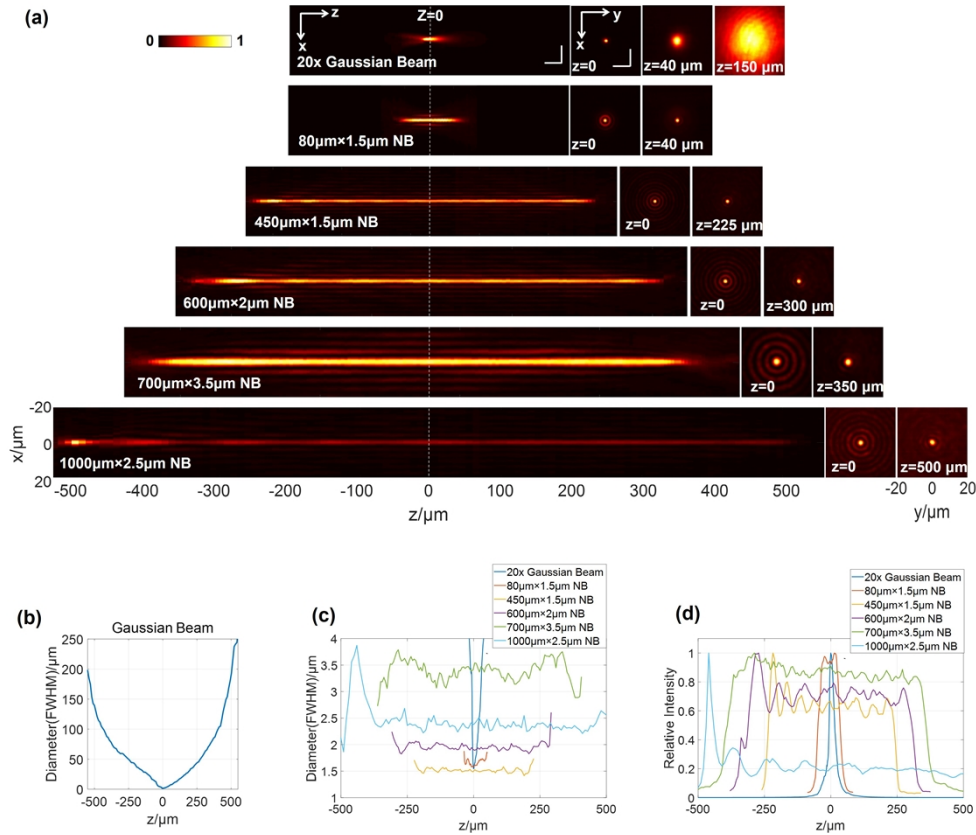 (a)
0 1
z
x
Z=0
20x Gaussian Beam
y
x
z=0
z=40 µm
z=150 µm
80µm×1.5µm NB
z=0
z=40 µm
450µm×1.5µm NB
z=0
z=225 µm
600µm×2µm NB
z=0
z=300 µm
700µm×3.5µm NB
z=0
z=350 µm
-20
0
20
x/µm
1000µm×2.5µm NB
z=0
z=500 µm
-500 -400 -300 -200 -100 0 100 200 300 400 500
z/µm
-20 0 20
y/µm
(b)
Gaussian Beam
250
200
150
100
50
0
Diameter(FWHM)/µm
-500 0 500
z/µm
(c)
20x Gaussian Beam
80µm×1.5µm NB
450µm×1.5µm NB
600µm×2µm NB
700µm×3.5µm NB
1000µm×2.5µm NB
4
3.5
3
2.5
2
1.5
1
Diameter(FWHM)/µm
-500 -250 0 250 500
z/µm
(d)
20x Gaussian Beam
80µm×1.5µm NB
450µm×1.5µm NB
600µm×2µm NB
700µm×3.5µm NB
1000µm×2.5µm NB
1
0.8
0.6
0.4
0.2
0
Relative Intensity
-500 -250 0 250 500
z/µm